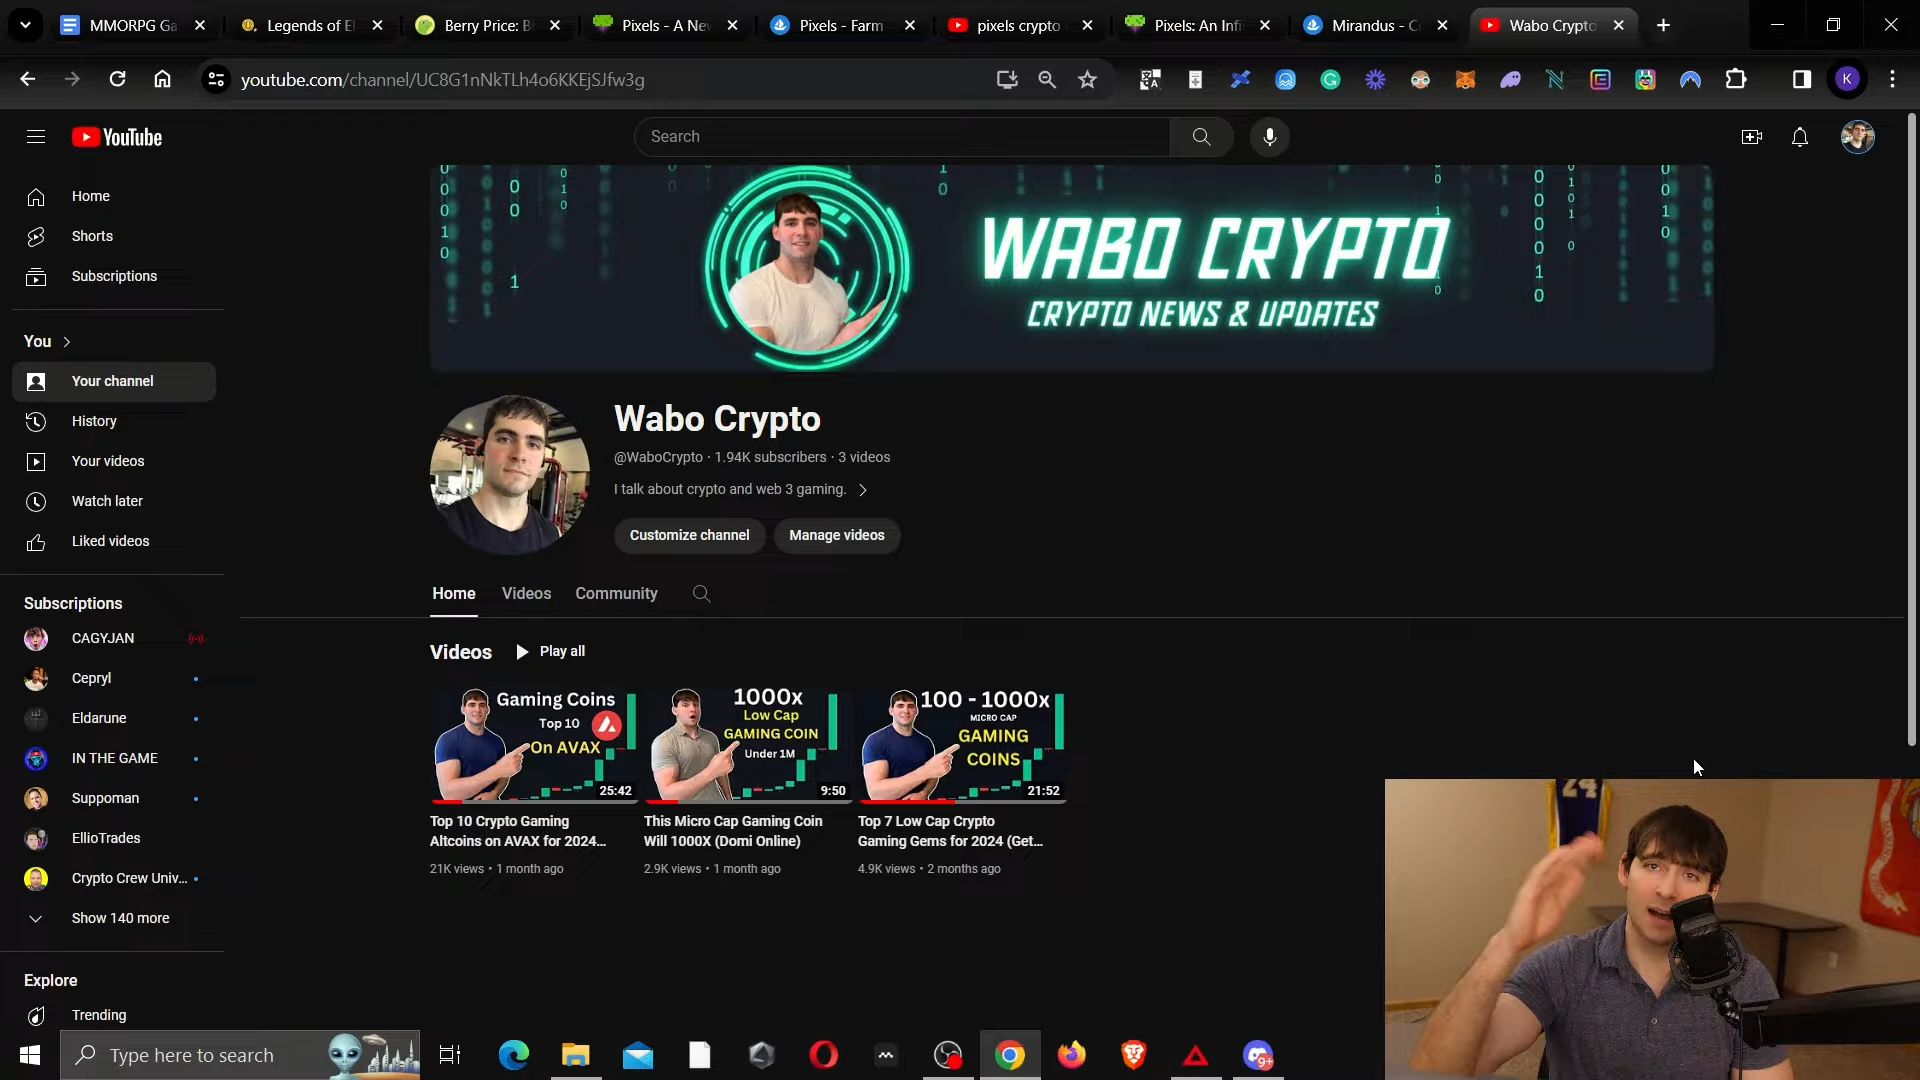 MMORPG Ga
Legends of El
Berry Price: B
Pixels - A Ne
Pixels - Farm
pixels crypto
Pixels: An Infi
Mirandus - C
Wabo Crypto
youtube.com/channel/UC8G1nNkTLh4o6KKEjSJfw3g
K
YouTube
Search
Home
Shorts
Subscriptions
You
Your channel
History
Your videos
Watch later
Liked videos
Subscriptions
CAGYJAN
Cepryl
Eldarune
IN THE GAME
Suppoman
EllioTrades
Crypto Crew Univ...
Show 140 more
Explore
Trending
WABO CRYPTO
CRYPTO NEWS & UPDATES
Wabo Crypto
@WaboCrypto · 1.94K subscribers · 3 videos
I talk about crypto and web 3 gaming.
Customize channel
Manage videos
Home
Videos
Community
Videos
Play all
Gaming Coins
Top 10
On AVAX
25:42
Top 10 Crypto Gaming
Altcoins on AVAX for 2024...
21K views · 1 month ago
1000x
Low Cap
GAMING COIN
Under 1M
9:50
This Micro Cap Gaming Coin
Will 1000X (Domi Online)
2.9K views · 1 month ago
100 - 1000x
MICRO CAP
GAMING
COINS
21:52
Top 7 Low Cap Crypto
Gaming Gems for 2024 (Get...
4.9K views · 2 months ago
24
Type here to search
9+